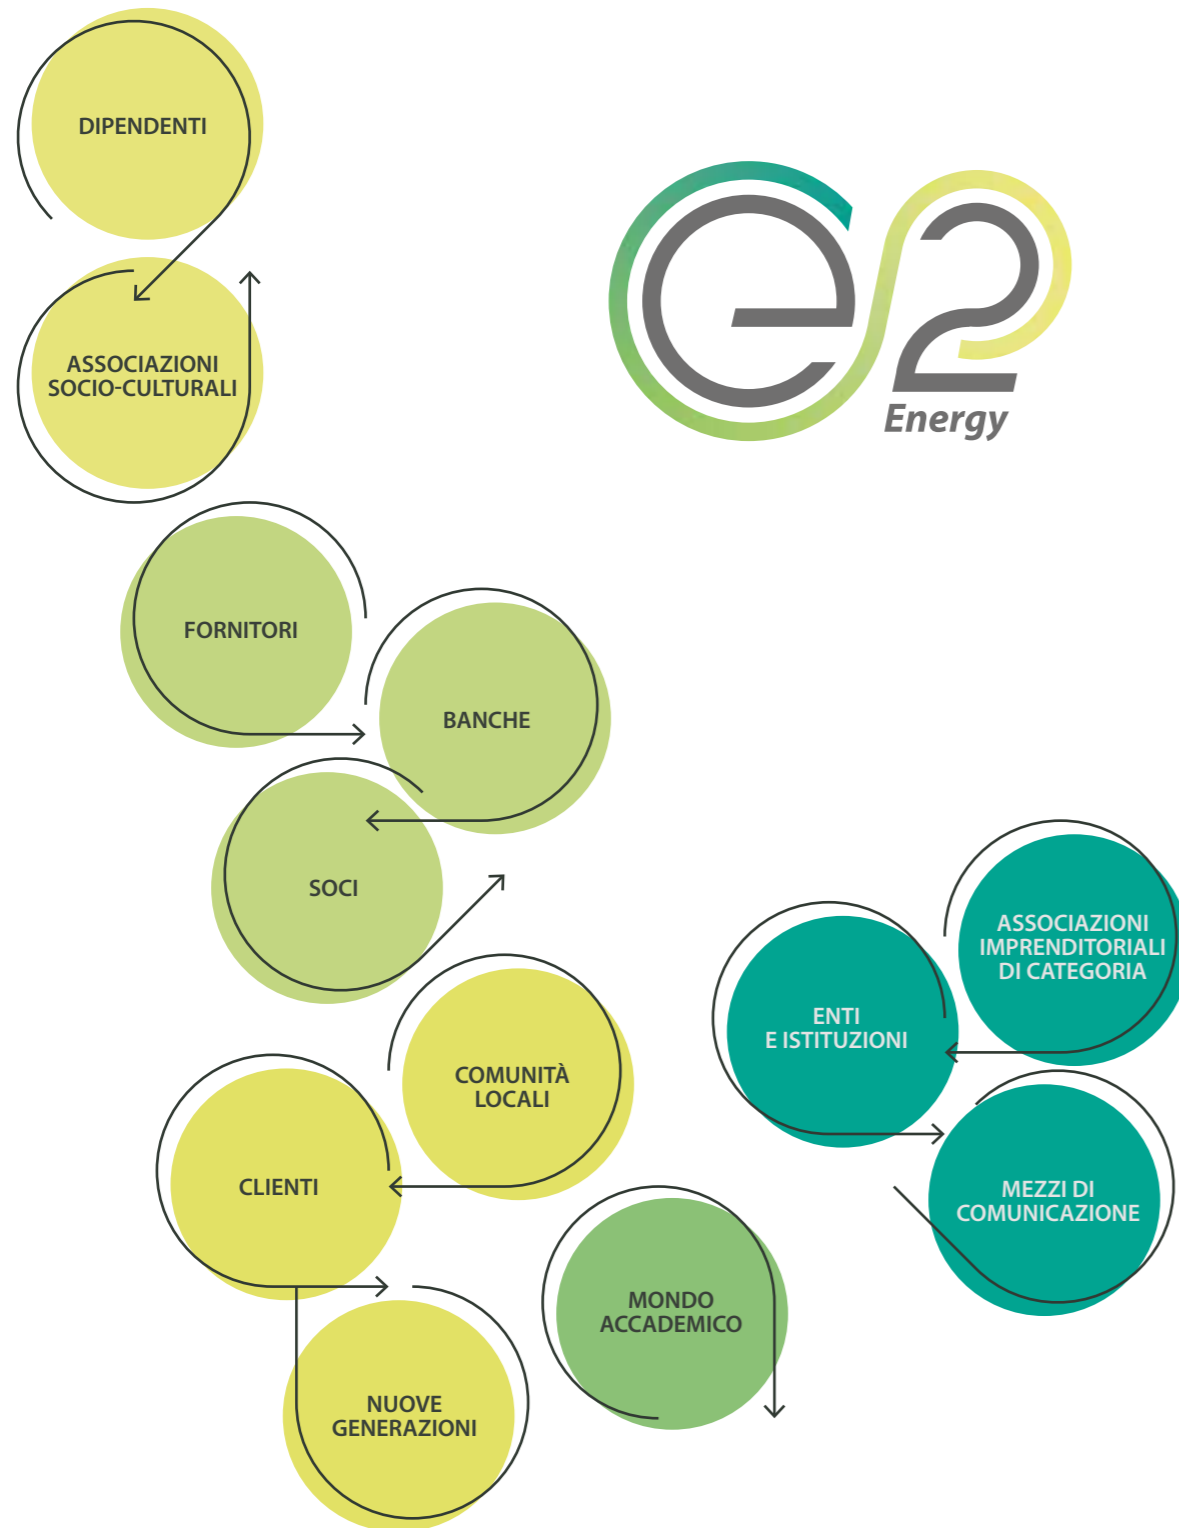 DIPENDENTI
e2
Energy
ASSOCIAZIONI
SOCIO-CULTURALI
FORNITORI
BANCHE
SOCI
ASSOCIAZIONI
IMPRENDITORIALI
DI CATEGORIA
ENTI
E ISTITUZIONI
COMUNITÀ
LOCALI
CLIENTI
MEZZI DI
COMUNICAZIONE
MONDO
ACCADEMICO
NUOVE
GENERAZIONI